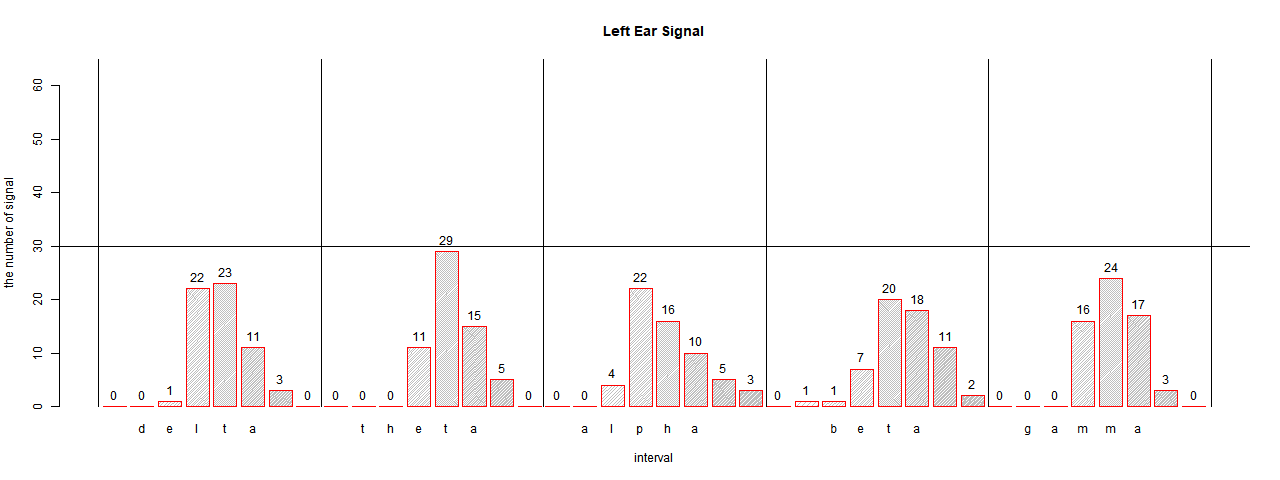 Left Ear Signal
the number of signal
60
50
40
30
20
10
0
0 0 1 22 23 11 3 0
0 0 0 11 29 15 5 0
0 0 4 22 16 10 5 3
0 1 1 7 20 18 11 2
0 0 0 16 24 17 3 0
d e l t a t h e t a a l p h a b e t a g a m m a
interval